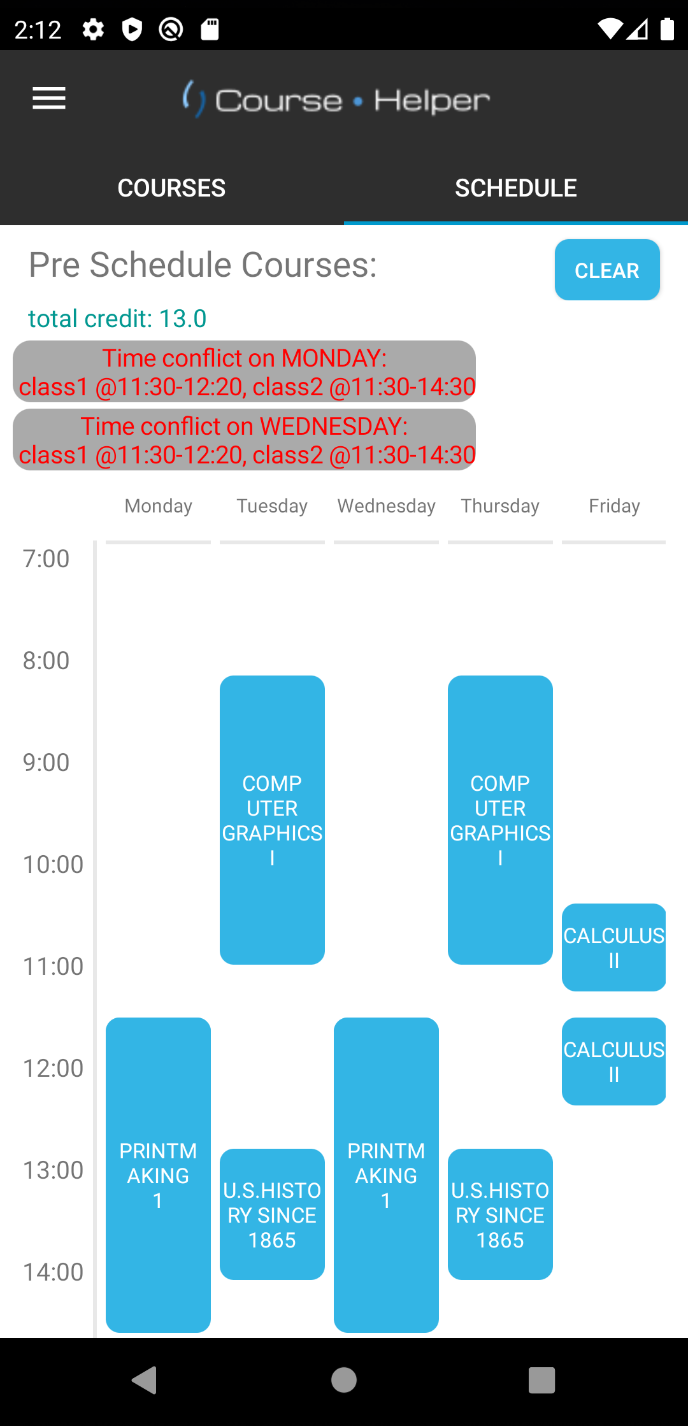 2:12
Course • Helper
COURSES
SCHEDULE
Pre Schedule Courses:
CLEAR
total credit: 13.0
Time conflict on MONDAY:
class1 @11:30-12:20, class2 @11:30-14:30
Time conflict on WEDNESDAY:
class1 @11:30-12:20, class2 @11:30-14:30
Monday
Tuesday
Wednesday
Thursday
Friday
7:00
8:00
9:00
10:00
11:00
12:00
13:00
14:00
PRINTM
AKING
1
COMP
UTER
GRAPHICS
I
U.S.HISTO
RY SINCE
1865
PRINTM
AKING
1
COMP
UTER
GRAPHICS
I
U.S.HISTO
RY SINCE
1865
CALCULUS
II
CALCULUS
II